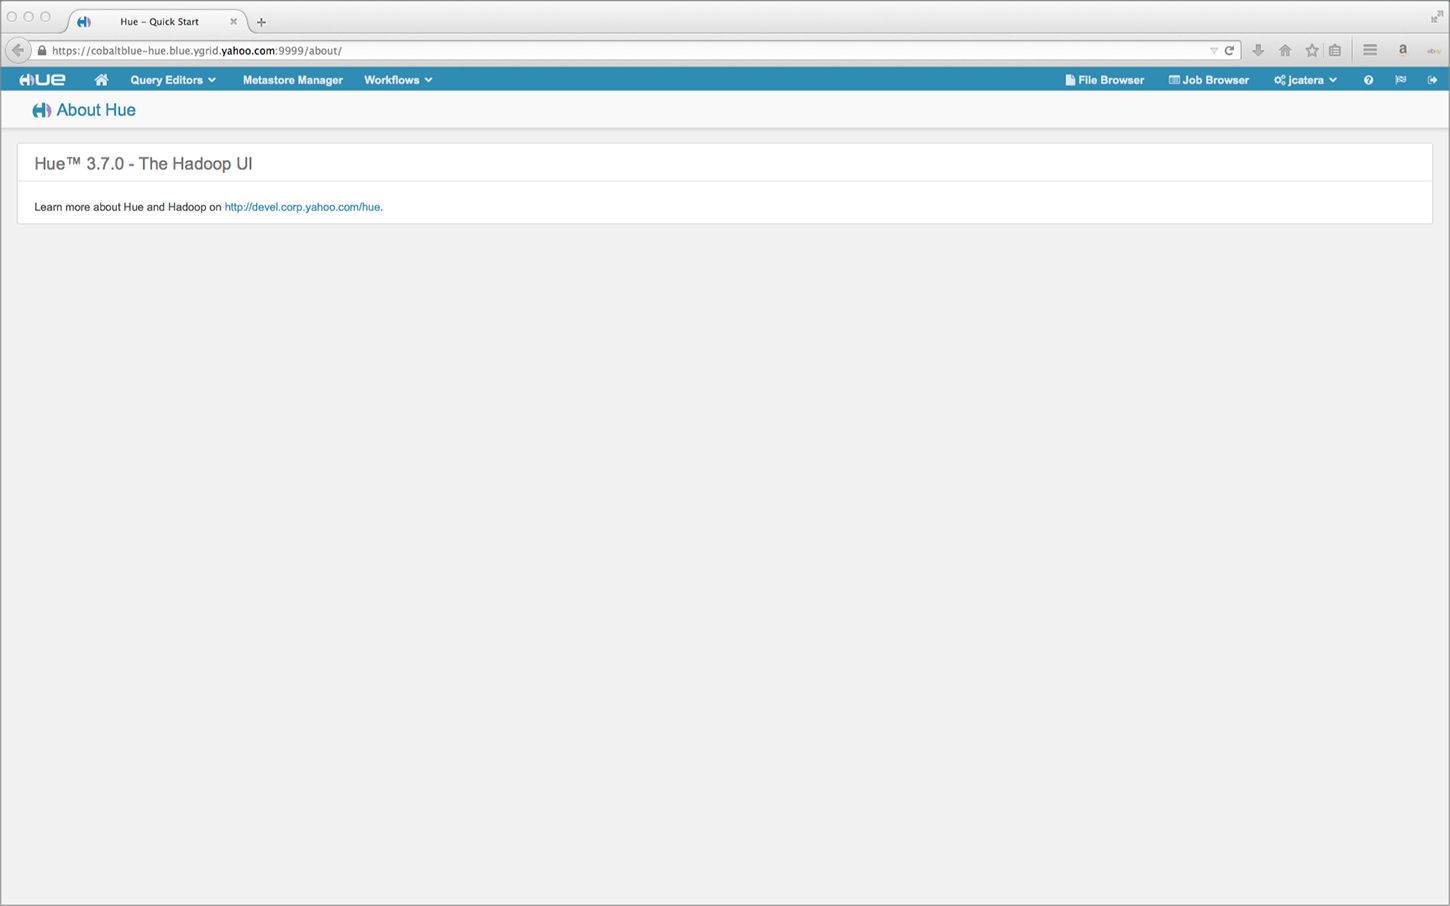 Hue – Quick Start
https://cobaltblue-hue.blue.ygrid.yahoo.com:9999/about/
a
ebay
HUE
Query Editors
Metastore Manager
Workflows
File Browser
Job Browser
jcatera
About Hue
Hue™ 3.7.0 - The Hadoop UI
Learn more about Hue and Hadoop on http://devel.corp.yahoo.com/hue.